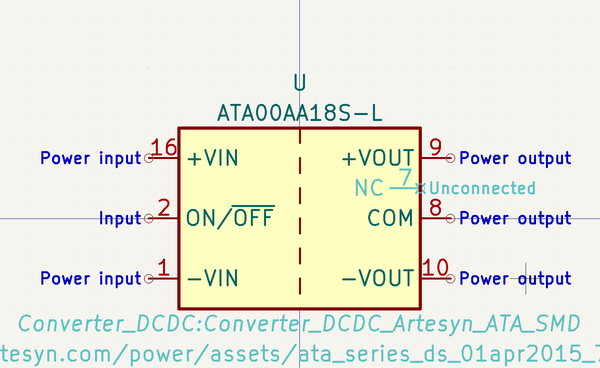 U
ATA00AA18S-L
Power input 16 +VIN +VOUT 9 Power output
NC 7 Unconnected
Input 2 ON/OFF COM 8 Power output
Power input 1 -VIN -VOUT 10 Power output
Converter_DCDC:Converter_DCDC_Artesyn_ATA_SMD
tesyn.com/power/assets/ata_series_ds_01apr2015_